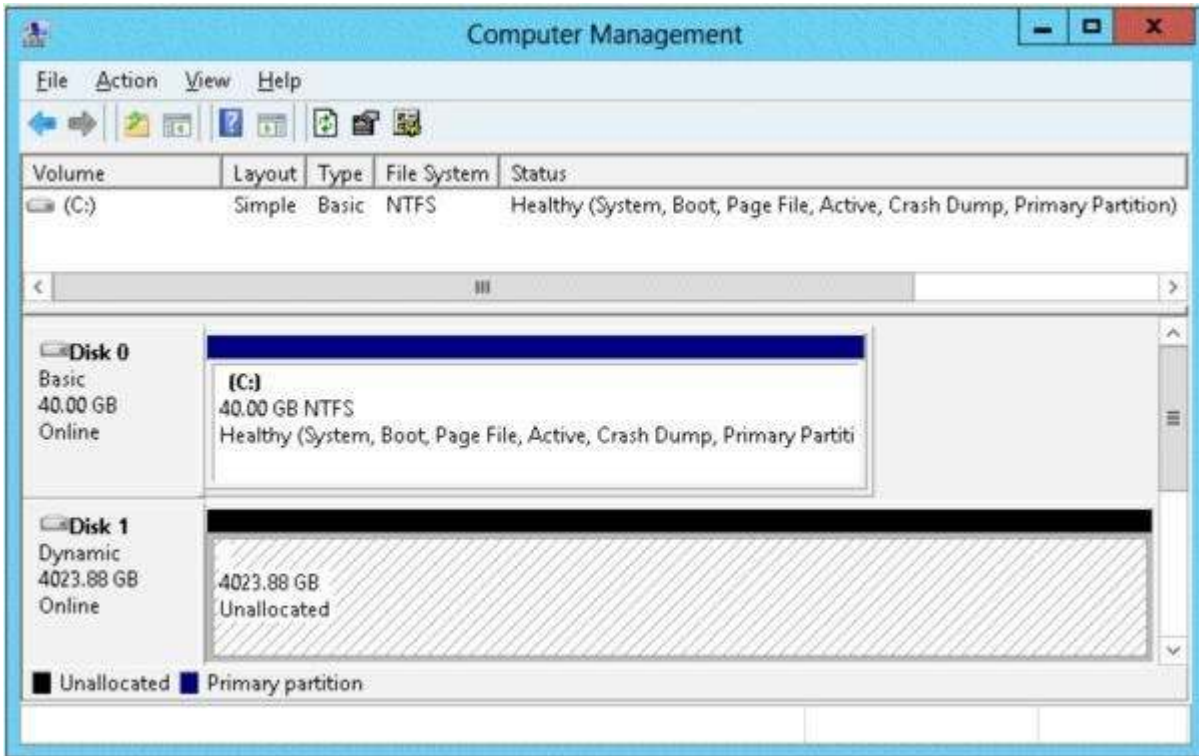 Computer Management
File Action View Help
Volume Layout Type File System Status
(C:) Simple Basic NTFS Healthy (System, Boot, Page File, Active, Crash Dump, Primary Partition)
Disk 0
Basic
40.00 GB
Online
(C:)
40.00 GB NTFS
Healthy (System, Boot, Page File, Active, Crash Dump, Primary Partiti
Disk 1
Dynamic
4023.88 GB
Online
4023.88 GB
Unallocated
Unallocated Primary partition